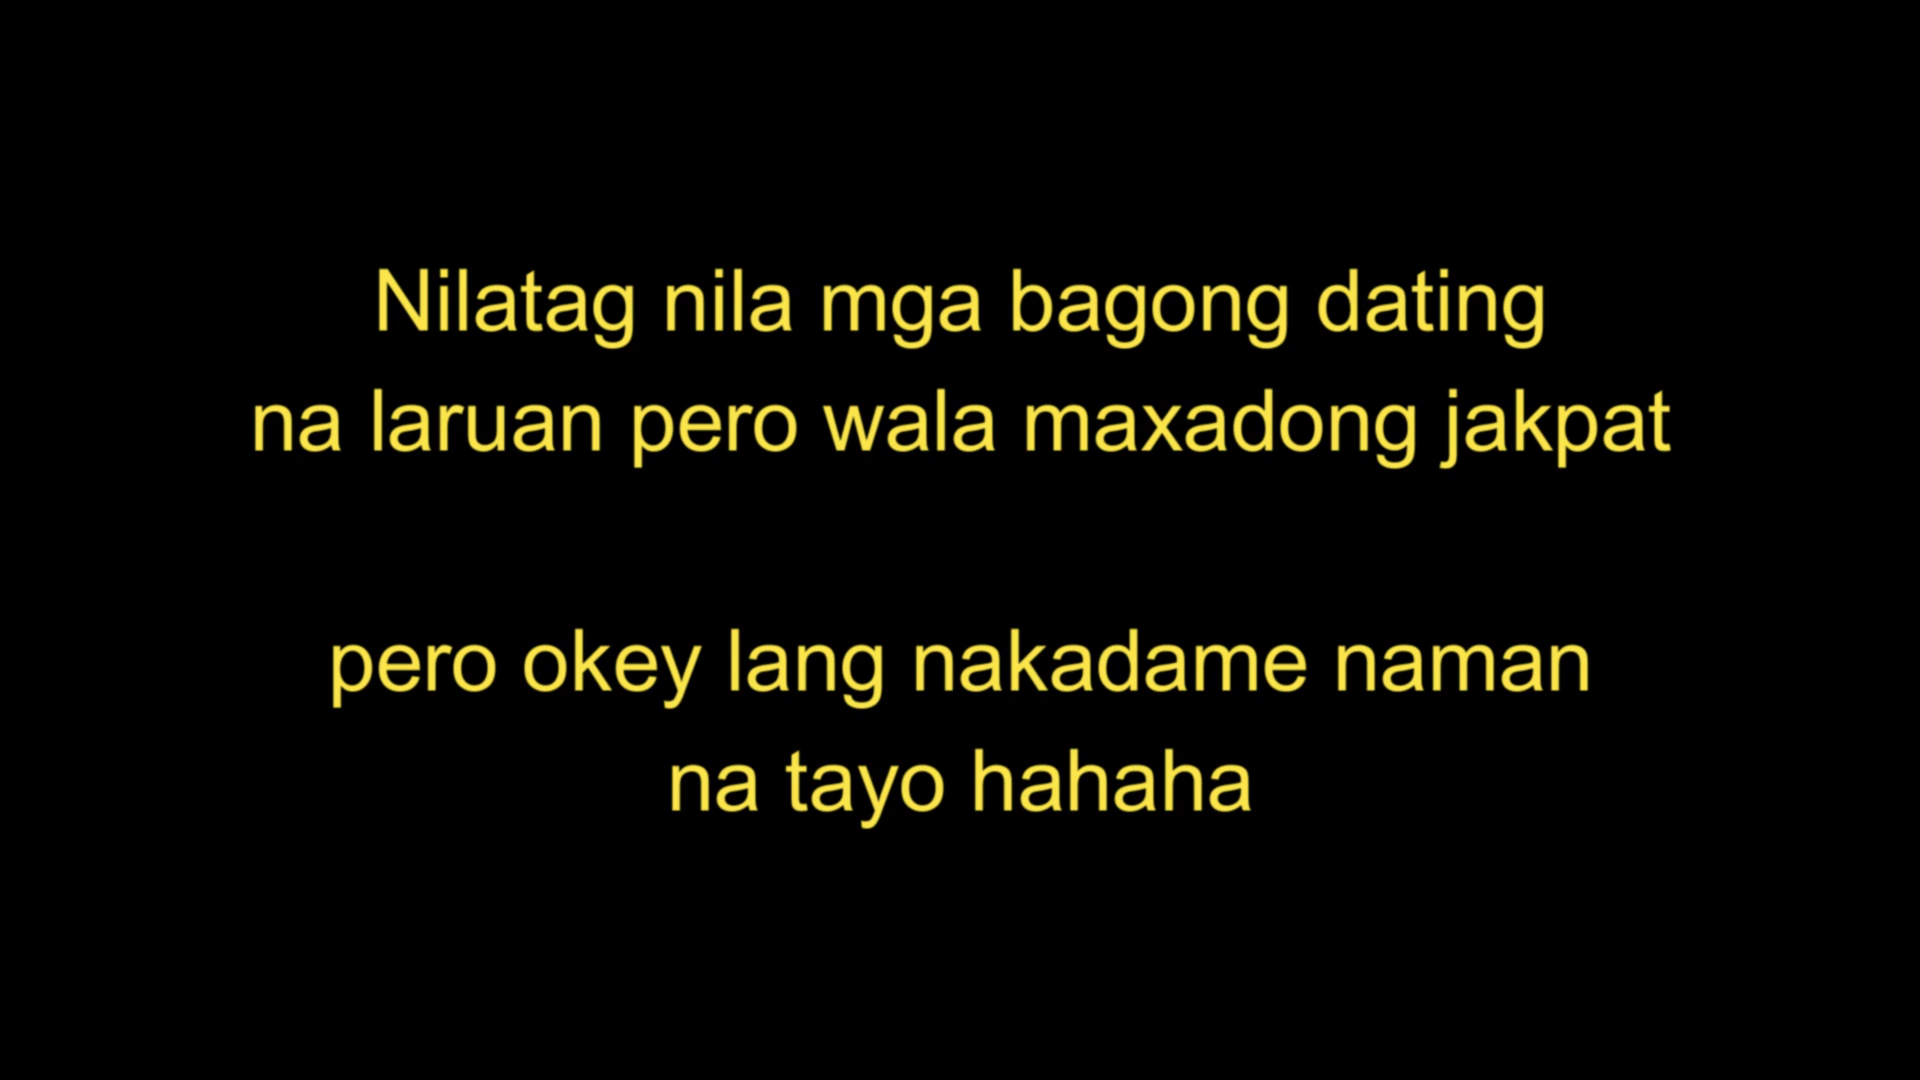 Nilatag nila mga bagong dating
na laruan pero wala maxadong jakpat
pero okey lang nakadame naman
na tayo hahaha